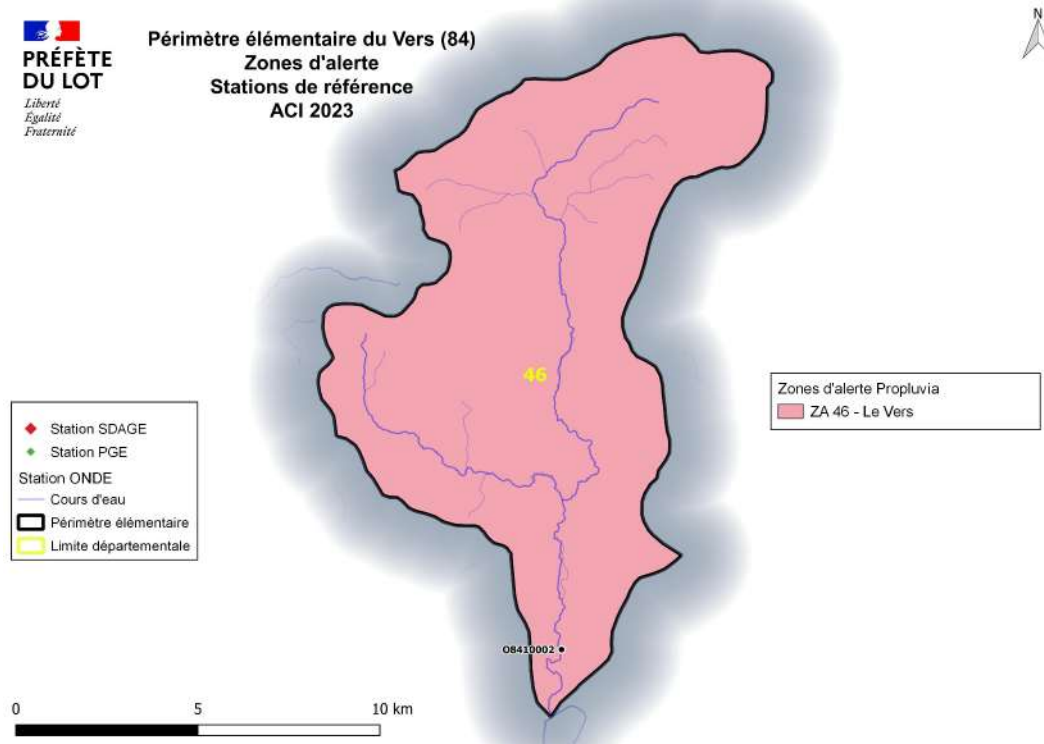 PRÉFÈTE
DU LOT
Liberté
Égalité
Fraternité
Périmètre élémentaire du Vers (84)
Zones d'alerte
Stations de référence
ACI 2023
N
46
Zones d'alerte Propluvia
ZA 46 - Le Vers
Station SDAGE
Station PGE
Station ONDE
Cours d'eau
Périmètre élémentaire
Limite départementale
O8410002
0 5 10 km